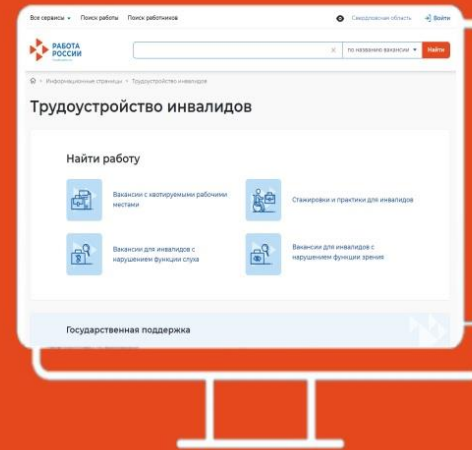 Все сервисы Поиск работы Поиск работников
Свердловская область Войти
РАБОТА РОССИИ
по названию вакансии Найти
Информационные страницы Трудоустройство инвалидов
Трудоустройство инвалидов
Найти работу
Вакансии с квотируемыми рабочими
местами
Стажировки и практики для инвалидов
Вакансии для инвалидов с
нарушением функции слуха
Вакансии для инвалидов с
нарушением функции зрения
Государственная поддержка